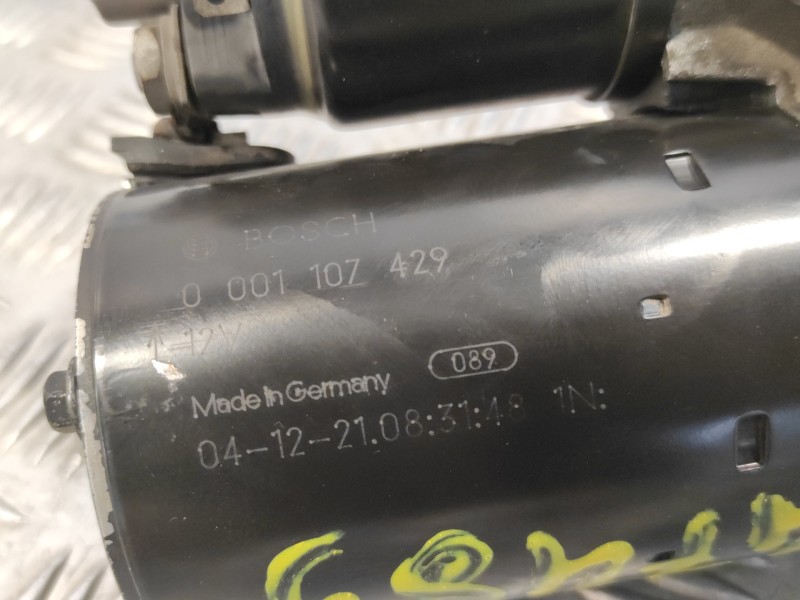 BOSCH
0 001 107 429
12V
089
Made in Germany
04-12-21.08:31:48 1N: